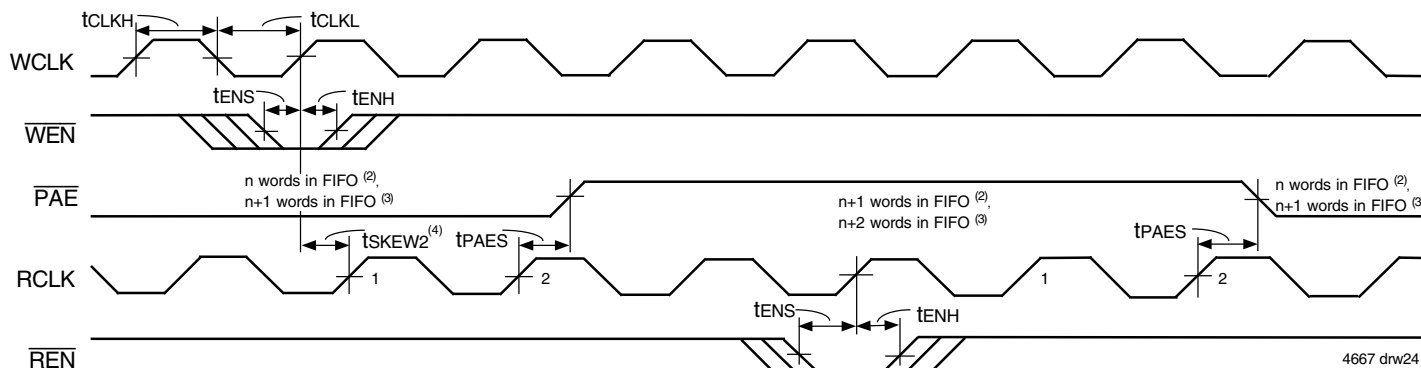 tCLKH tCLKL
WCLK
tENS tENH
WEN
PAE
n words in FIFO (2),
n+1 words in FIFO (3)
n+1 words in FIFO (2),
n+2 words in FIFO (3)
n words in FIFO (2),
n+1 words in FIFO (3
tSKEW2(4) tPAES tPAES
RCLK 1 2 1 2
tENS tENH
REN
4667 drw24